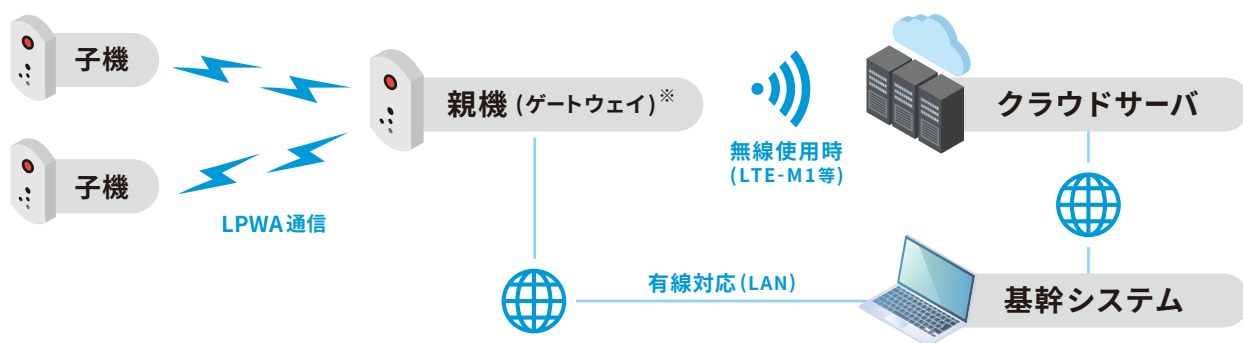 子機
親機 (ゲートウェイ)※
クラウドサーバ
無線使用時
(LTE-M1等)
子機
LPWA通信
有線対応(LAN)
基幹システム